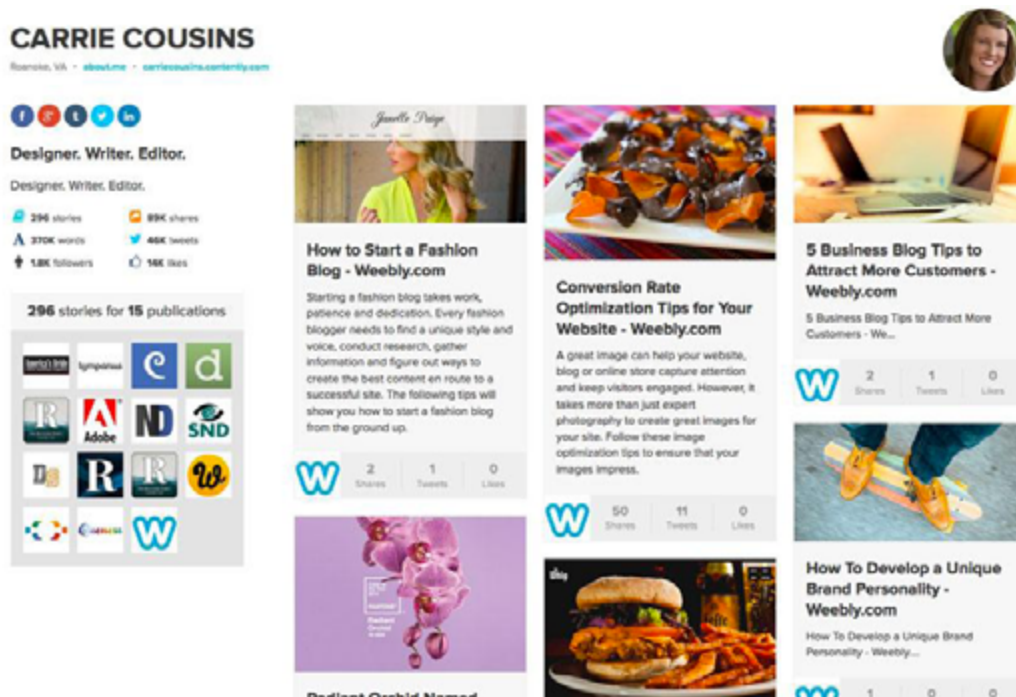 CARRIE COUSINS
Roanoke, VA - about.me - carriecousins.contently.com
Designer. Writer. Editor.
Designer. Writer. Editor.
296 stories
89K shares
370K words
46K tweets
1.8K followers
14K likes
296 stories for 15 publications
Adobe
ND
SND
R
R
R
Janelle Paige
How to Start a Fashion
Blog - Weebly.com
Starting a fashion blog takes work,
patience and dedication. Every fashion
blogger needs to find a unique style and
voice, conduct research, gather
information and figure out ways to
create the best content en route to a
successful site. The following tips will
show you how to start a fashion blog
from the ground up.
2 1 0
Shares Tweets Likes
Conversion Rate
Optimization Tips for Your
Website - Weebly.com
A great image can help your website,
blog or online store capture attention
and keep visitors engaged. However, it
takes more than just expert
photography to create great images for
your site. Follow these image
optimization tips to ensure that your
images impress.
50 11 0
Shares Tweets Likes
5 Business Blog Tips to
Attract More Customers -
Weebly.com
5 Business Blog Tips to Attract More
Customers - We...
2 1 0
Shares Tweets Likes
How To Develop a Unique
Brand Personality -
Weebly.com
How To Develop a Unique Brand
Personality - Weebly...
1 0 0
Radiant Orchid Named